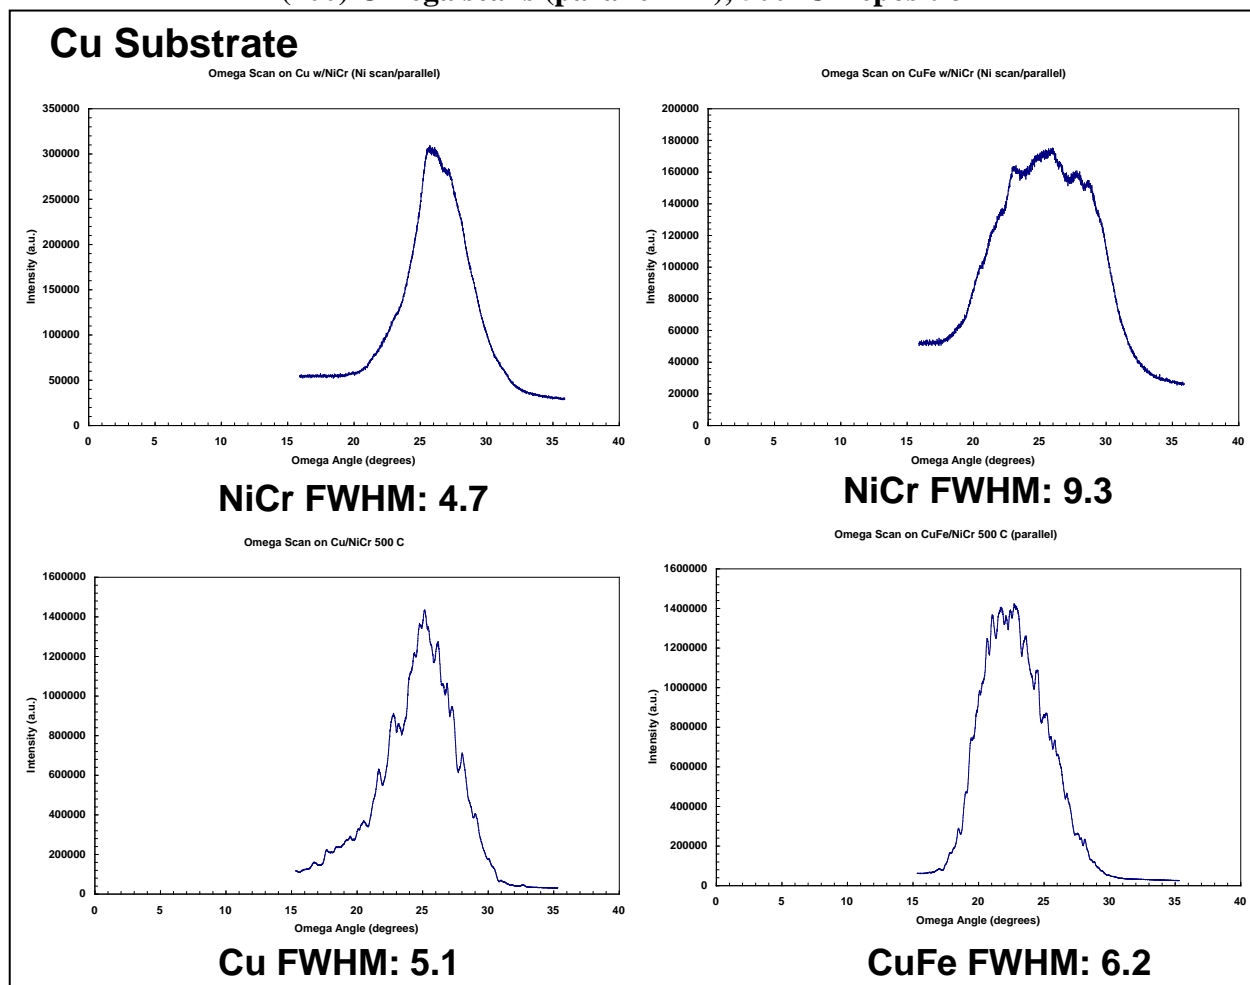 Cu Substrate
Omega Scan on Cu w/NiCr (Ni scan/parallel)
350000
300000
250000
200000
150000
100000
50000
0
Intensity (a.u.)
0 5 10 15 20 25 30 35 40
Omega Angle (degrees)
NiCr FWHM: 4.7
Omega Scan on CuFe w/NiCr (Ni scan/parallel)
200000
180000
160000
140000
120000
100000
80000
60000
40000
20000
0
Intensity (a.u.)
0 5 10 15 20 25 30 35 40
Omega Angle (degrees)
NiCr FWHM: 9.3
Omega Scan on Cu/NiCr 500 C
1600000
1400000
1200000
1000000
800000
600000
400000
200000
0
Intensity (a.u.)
0 5 10 15 20 25 30 35 40
Omega Angle (degrees)
Cu FWHM: 5.1
Omega Scan on CuFe/NiCr 500 C (parallel)
1600000
1400000
1200000
1000000
800000
600000
400000
200000
0
Intensity (a.u.)
0 5 10 15 20 25 30 35 40
Omega Angle (degrees)
CuFe FWHM: 6.2